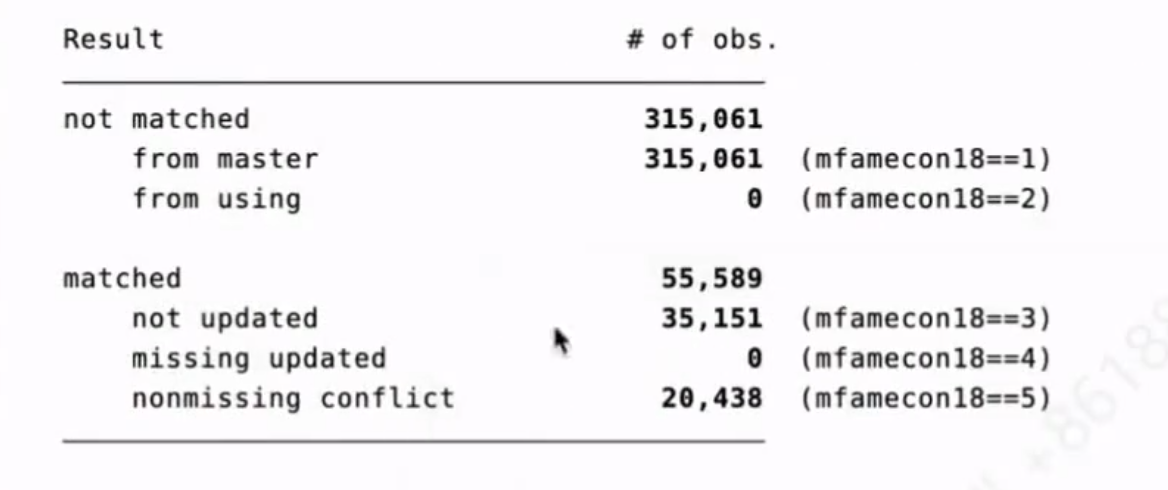 Result # of obs.
not matched 315,061
from master 315,061 (mfamecon18==1)
from using 0 (mfamecon18==2)
matched 55,589
not updated 35,151 (mfamecon18==3)
missing updated 0 (mfamecon18==4)
nonmissing conflict 20,438 (mfamecon18==5)